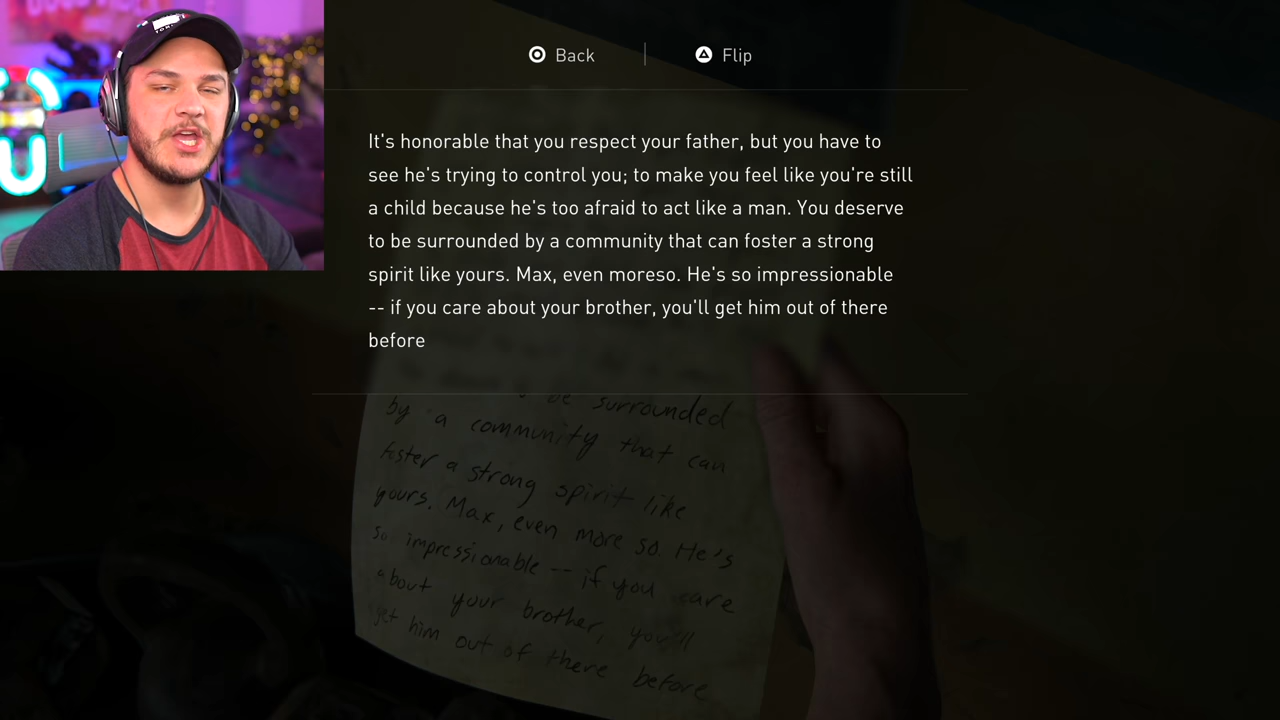 Back
Flip
It's honorable that you respect your father, but you have to
see he's trying to control you; to make you feel like you're still
a child because he's too afraid to act like a man. You deserve
to be surrounded by a community that can foster a strong
spirit like yours. Max, even moreso. He's so impressionable
-- if you care about your brother, you'll get him out of there
before
be surrounded
by a community that can
foster a strong spirit like
yours. Max, even more so. He's
so impressionable -- if you care
about your brother, you'll
get him out of there before